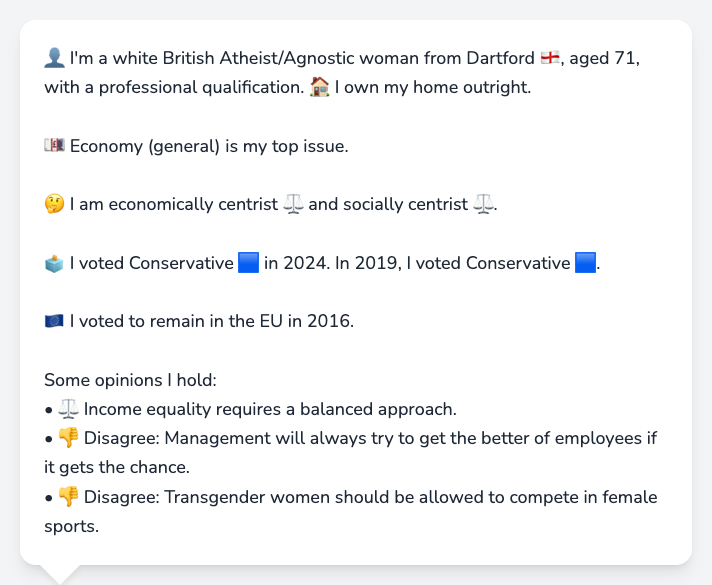 👤 I'm a white British Atheist/Agnostic woman from Dartford 🏴󠁧󠁢󠁥󠁮󠁧󠁿, aged 71,
with a professional qualification. 🏠 I own my home outright.
💷 Economy (general) is my top issue.
🤔 I am economically centrist ⚖️ and socially centrist ⚖️.
🗳️ I voted Conservative 🟦 in 2024. In 2019, I voted Conservative 🟦.
🇪🇺 I voted to remain in the EU in 2016.
Some opinions I hold:
• ⚖️ Income equality requires a balanced approach.
• 👎 Disagree: Management will always try to get the better of employees if
it gets the chance.
• 👎 Disagree: Transgender women should be allowed to compete in female
sports.